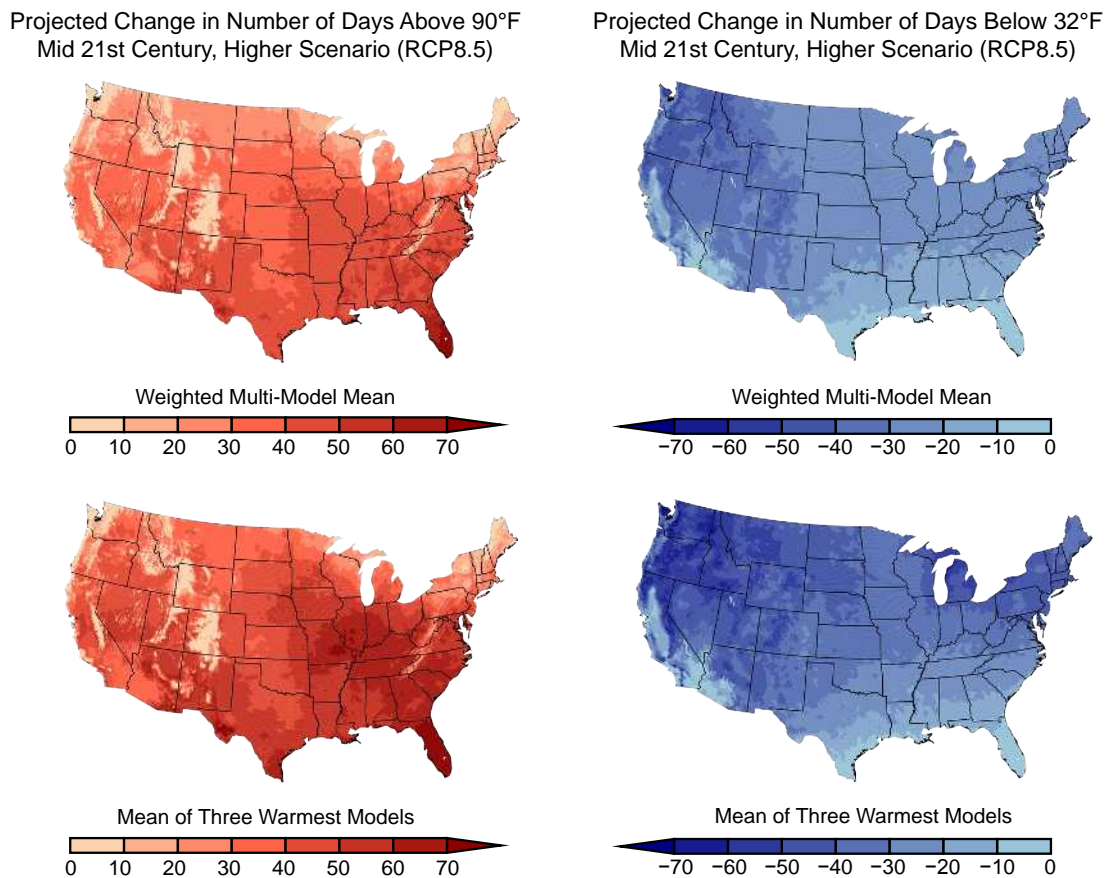 Projected Change in Number of Days Above 90°F
Mid 21st Century, Higher Scenario (RCP8.5)
Weighted Multi-Model Mean
0 10 20 30 40 50 60 70
Mean of Three Warmest Models
0 10 20 30 40 50 60 70
Projected Change in Number of Days Below 32°F
Mid 21st Century, Higher Scenario (RCP8.5)
Weighted Multi-Model Mean
−70 −60 −50 −40 −30 −20 −10 0
Mean of Three Warmest Models
−70 −60 −50 −40 −30 −20 −10 0